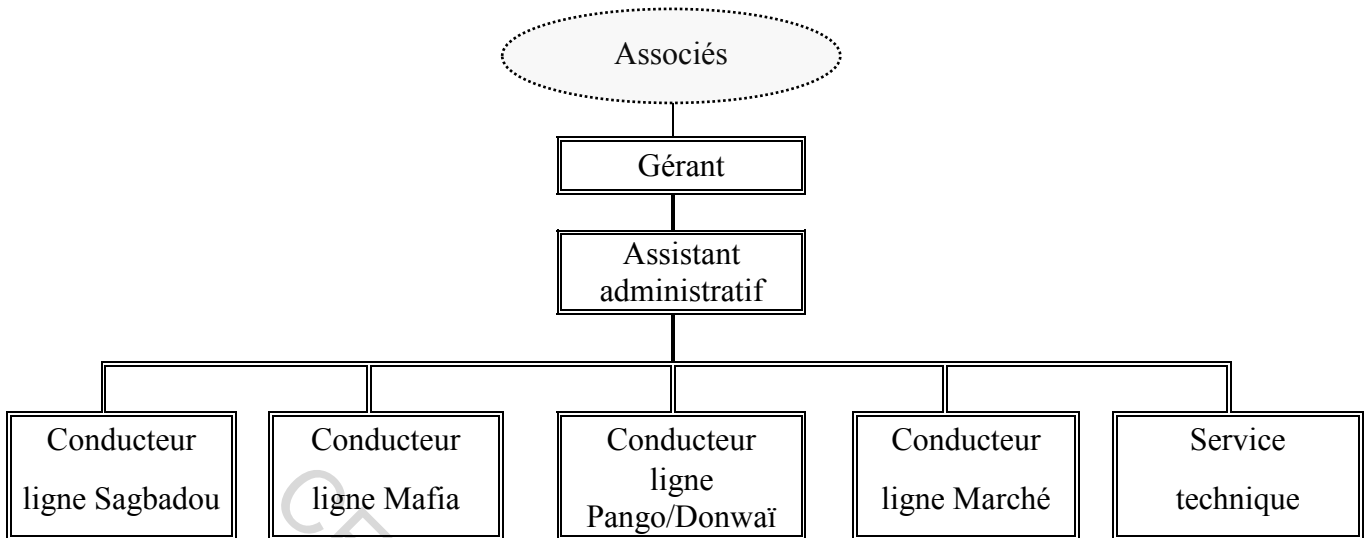 Associés
Gérant
Assistant
administratif
Conducteur
ligne Sagbadou
Conducteur
ligne Mafia
Conducteur
ligne
Pango/Donwaï
Conducteur
ligne Marché
Service
technique